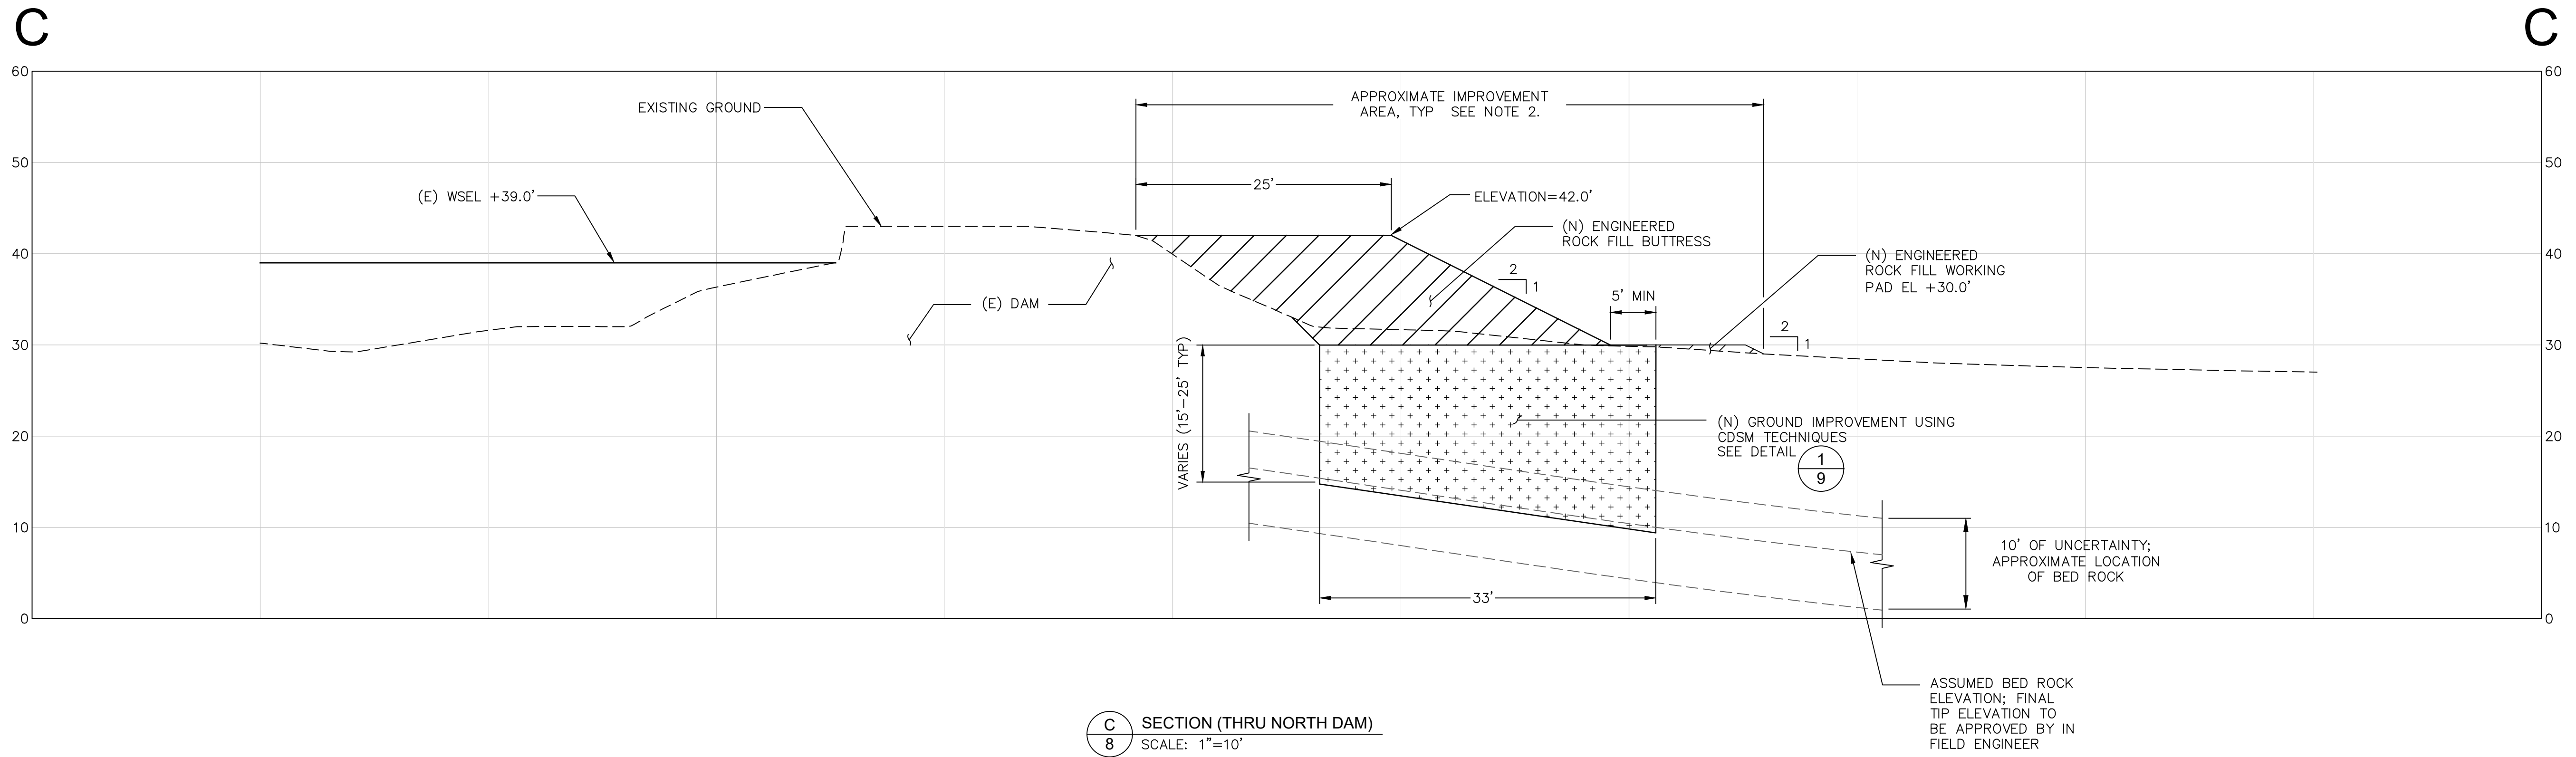 C
C
60
60
EXISTING GROUND
APPROXIMATE IMPROVEMENT
AREA, TYP SEE NOTE 2.
50
50
(E) WSEL +39.0'
25'
ELEVATION=42.0'
(N) ENGINEERED
ROCK FILL BUTTRESS
40
40
(N) ENGINEERED
ROCK FILL WORKING
PAD EL +30.0'
2
1
5' MIN
(E) DAM
2
1
30
30
VARIES (15'-25' TYP)
(N) GROUND IMPROVEMENT USING
CDSM TECHNIQUES
SEE DETAIL
1
9
20
20
10
10
10' OF UNCERTAINTY;
APPROXIMATE LOCATION
OF BED ROCK
33'
0
0
ASSUMED BED ROCK
ELEVATION; FINAL
TIP ELEVATION TO
BE APPROVED BY IN
FIELD ENGINEER
C
8
SECTION (THRU NORTH DAM)
SCALE: 1"=10'